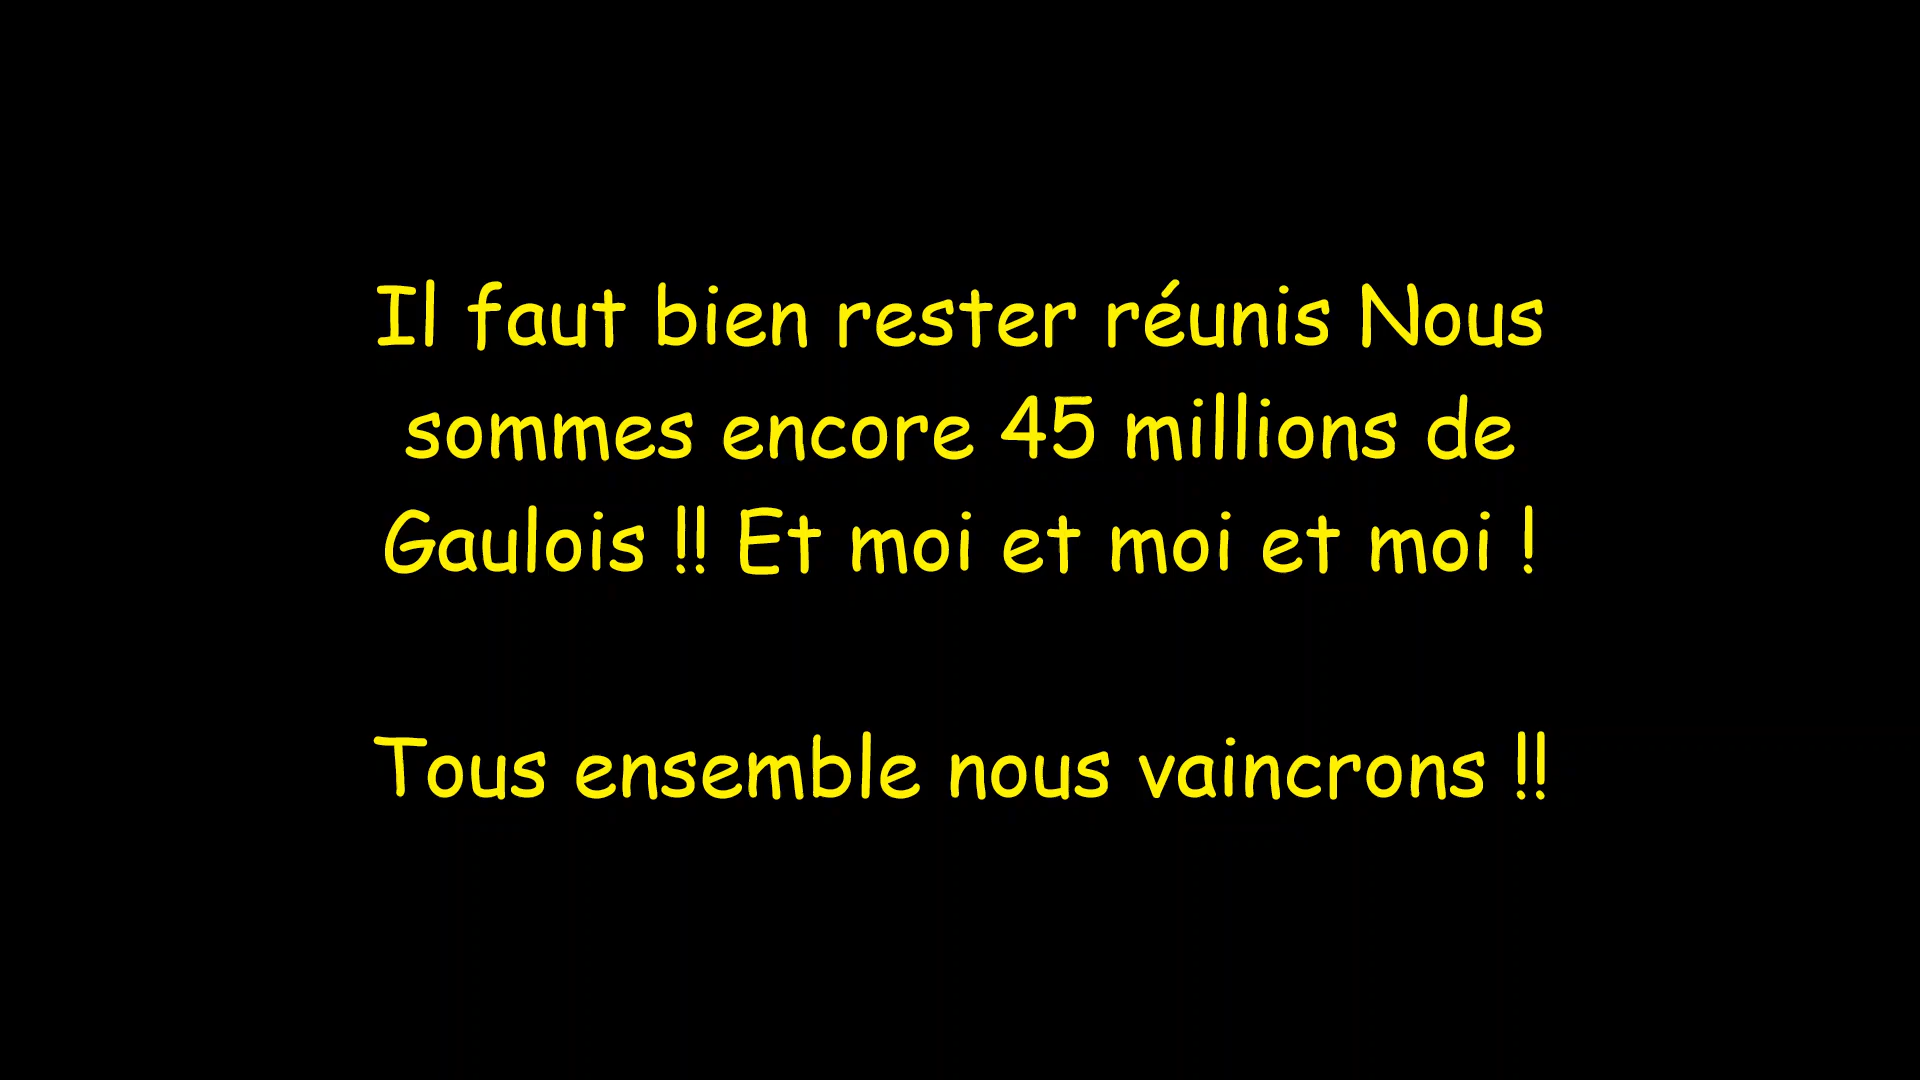 Il faut bien rester réunis Nous
sommes encore 45 millions de
Gaulois !! Et moi et moi et moi !
Tous ensemble nous vaincrons !!